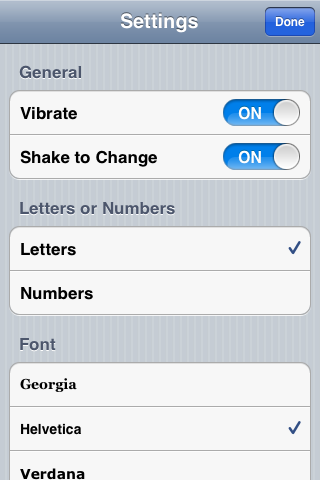 Settings
Done
General
Vibrate ON
Shake to Change ON
Letters or Numbers
Letters
Numbers
Font
Georgia
Helvetica
Verdana